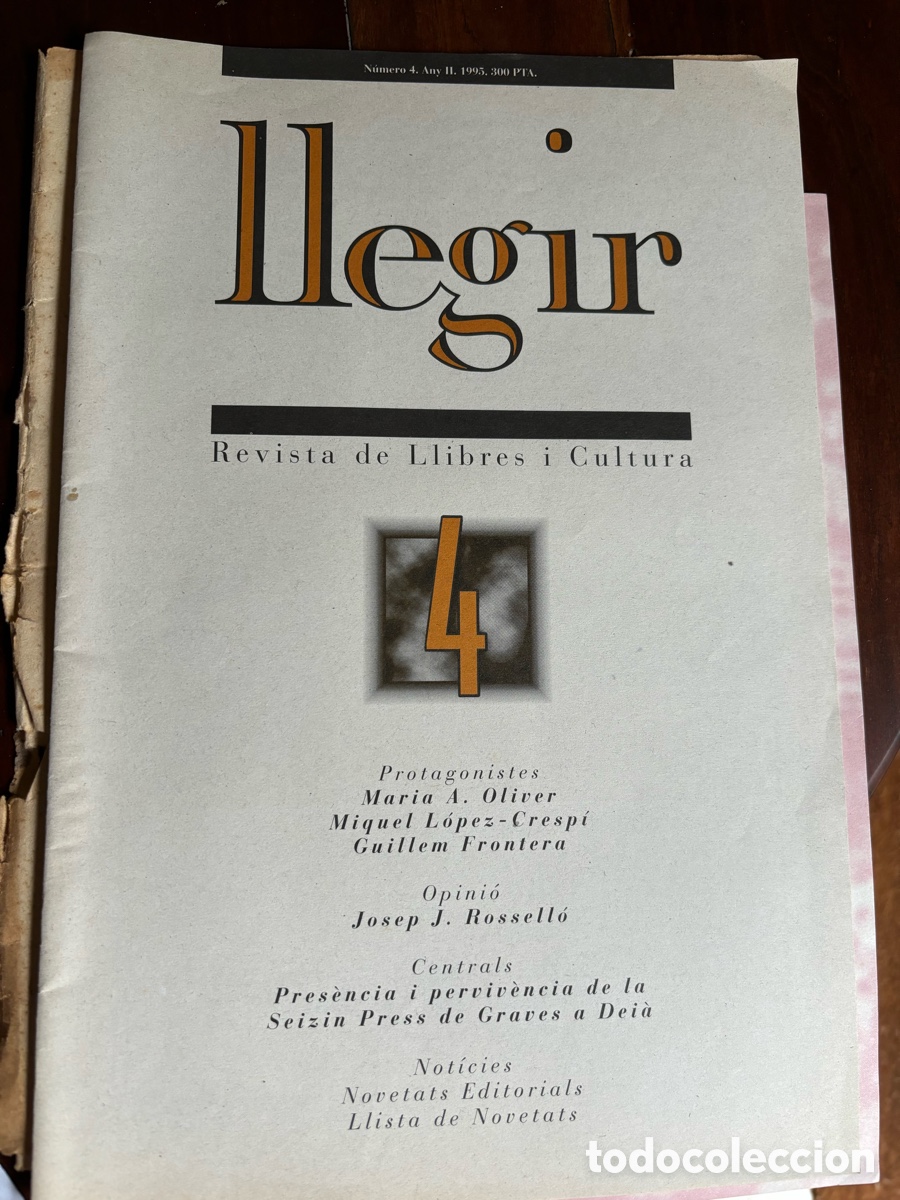 Número 4. Any II. 1995. 300 PTA.
llegir
Revista de Llibres i Cultura
4
Protagonistes
Maria A. Oliver
Miquel López-Crespí
Guillem Frontera
Opinió
Josep J. Rosselló
Centrals
Presència i pervivència de la
Seizin Press de Graves a Deià
Notícies
Novetats Editorials
Llista de Novetats
todocoleccion